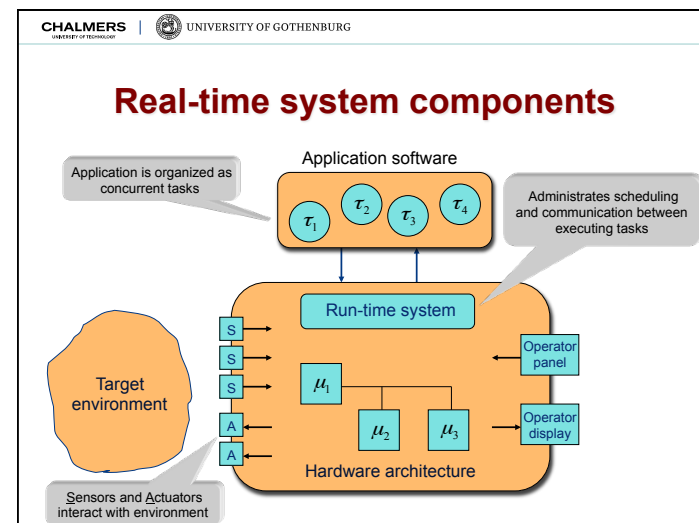 CHALMERS
UNIVERSITY OF TECHNOLOGY
UNIVERSITY OF GOTHENBURG
Real-time system components
Application software
Application is organized as
concurrent tasks
τ1
τ2
τ3
τ4
Administrates scheduling
and communication between
executing tasks
Run-time system
S
S
S
A
A
Target
environment
μ1
μ2
μ3
Operator
panel
Operator
display
Hardware architecture
Sensors and Actuators
interact with environment